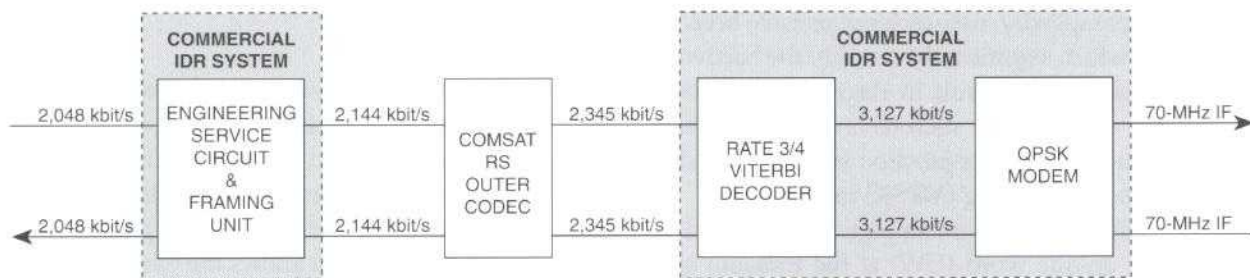 COMMERCIAL
IDR SYSTEM
COMMERCIAL
IDR SYSTEM
2,048 kbit/s
ENGINEERING
SERVICE
CIRCUIT
&
FRAMING
UNIT
2,144 kbit/s
COMSAT
RS
OUTER
CODEC
2,345 kbit/s
RATE 3/4
VITERBI
DECODER
3,127 kbit/s
QPSK
MODEM
70-MHz IF
2,048 kbit/s
2,144 kbit/s
2,345 kbit/s
3,127 kbit/s
70-MHz IF